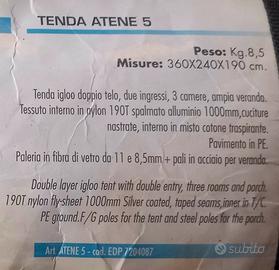 TENDA ATENE 5
Peso: Kg.8,5
Misure: 360X240X190 cm.
Tenda igloo doppio telo, due ingressi, 3 camere, ampia veranda.
Tessuto interno in nylon 190T spalmato alluminio 1000mm,cuciture
nastrate, interno in misto cotone traspirante.
Pavimento in PE.
Paleria in fibra di vetro da 11 e 8,5mm + pali in acciaio per veranda.
Double layer igloo tent with double entry, three rooms and porch.
190T nylon fly-sheet 1000mm Silver coated, taped seams,inner in T/C.
PE ground.F/G poles for the tent and steel poles for the porch.
Art. ATENE 5 - cod. EDP 7204087
subito